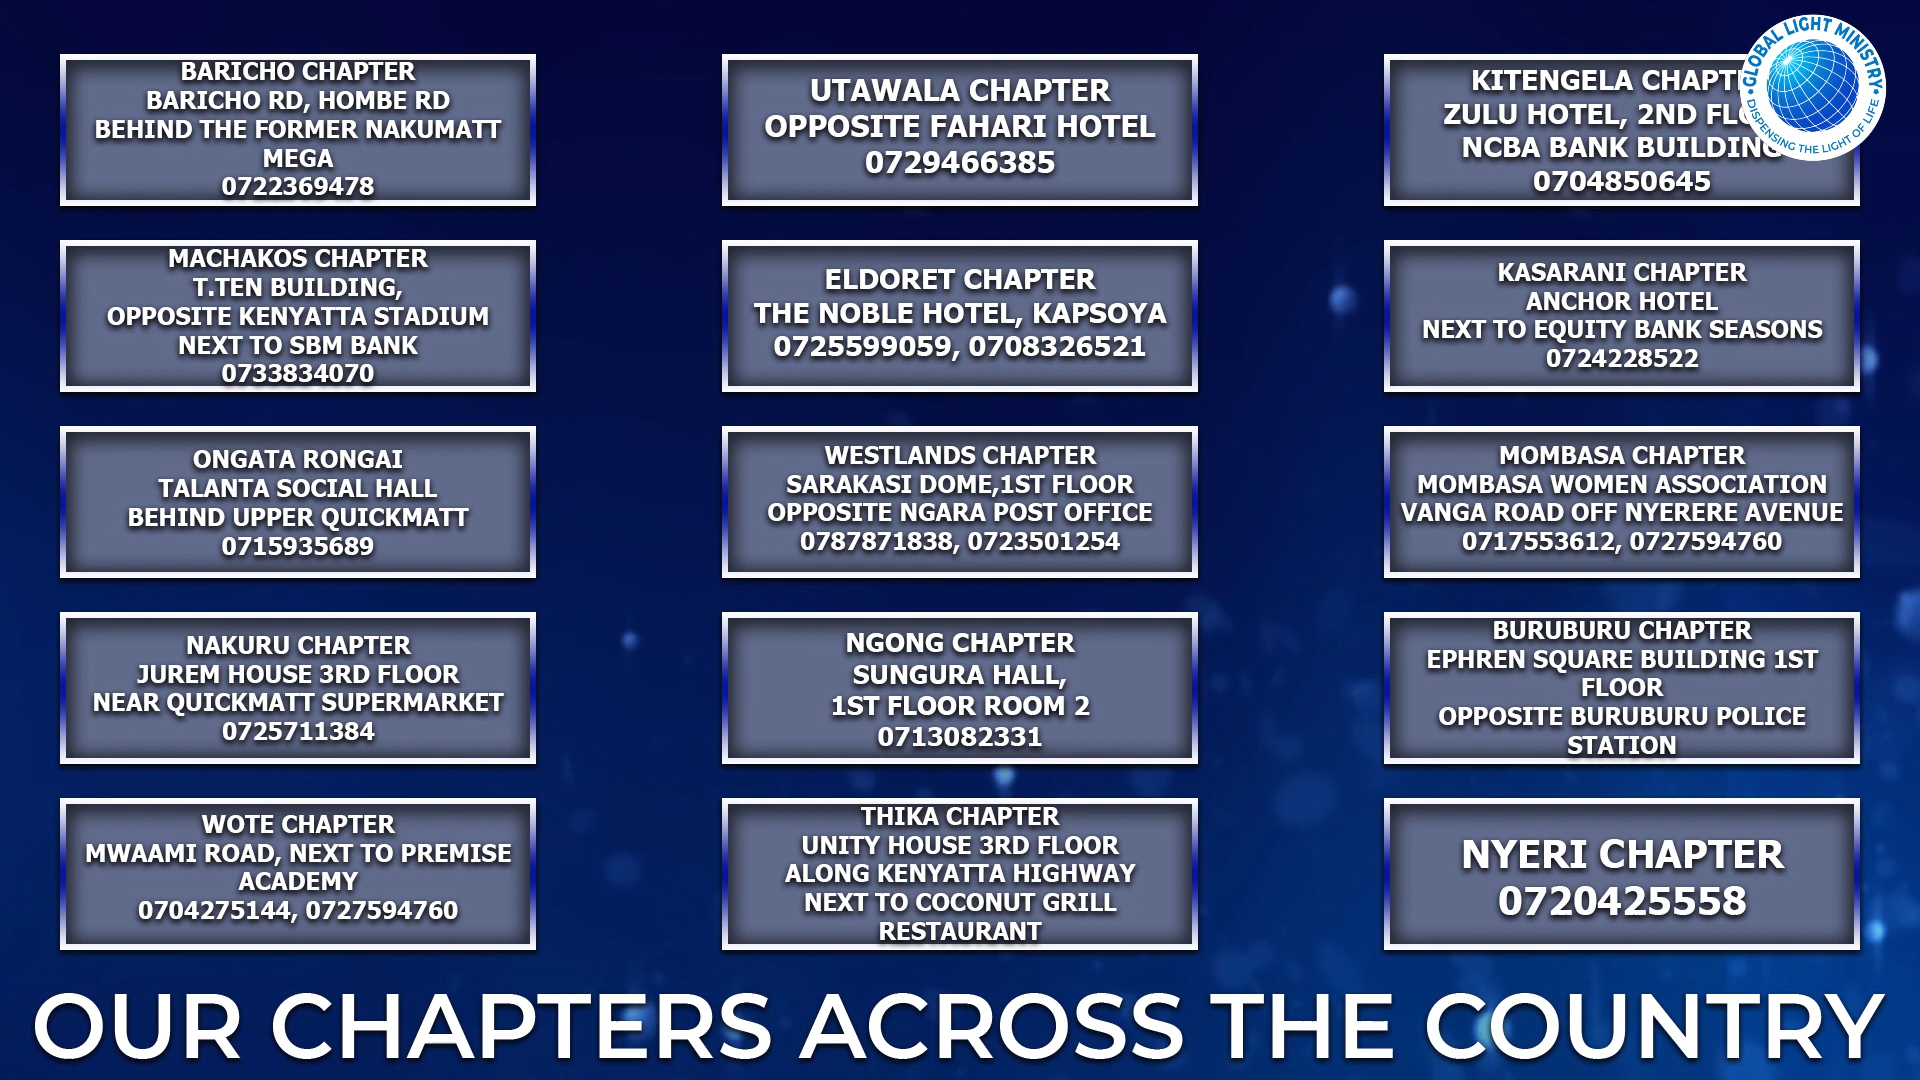 BARICHO CHAPTER
BARICHO RD, HOMBE RD
BEHIND THE FORMER NAKUMATT
MEGA
0722369478
UTAWALA CHAPTER
OPPOSITE FAHARI HOTEL
0729466385
KITENGELA
ZULU HOTEL, 2ND
NCBA BANK BUILDING
0704850645
GLOBAL LIGHT MINISTRY
DISPENSING THE LIGHT OF LIFE
MACHAKOS CHAPTER
T.TEN BUILDING,
OPPOSITE KENYATTA STADIUM
NEXT TO SBM BANK
0733834070
ELDORET CHAPTER
THE NOBLE HOTEL, KAPSOYA
0725599059, 0708326521
KASARANI CHAPTER
ANCHOR HOTEL
NEXT TO EQUITY BANK SEASONS
0724228522
ONGATA RONGAI
TALANTA SOCIAL HALL
BEHIND UPPER QUICKMATT
0715935689
WESTLANDS CHAPTER
SARAKASI DOME,1ST FLOOR
OPPOSITE NGARA POST OFFICE
0787871838, 0723501254
MOMBASA CHAPTER
MOMBASA WOMEN ASSOCIATION
VANGA ROAD OFF NYERERE AVENUE
0717553612, 0727594760
NAKURU CHAPTER
JUREM HOUSE 3RD FLOOR
NEAR QUICKMATT SUPERMARKET
0725711384
NGONG CHAPTER
SUNGURA HALL,
1ST FLOOR ROOM 2
0713082331
BURUBURU CHAPTER
EPHREN SQUARE BUILDING 1ST
FLOOR
OPPOSITE BURUBURU POLICE
STATION
WOTE CHAPTER
MWAAMI ROAD, NEXT TO PREMISE
ACADEMY
0704275144, 0727594760
THIKA CHAPTER
UNITY HOUSE 3RD FLOOR
ALONG KENYATTA HIGHWAY
NEXT TO COCONUT GRILL
RESTAURANT
NYERI CHAPTER
0720425558
OUR CHAPTERS ACROSS THE COUNTRY